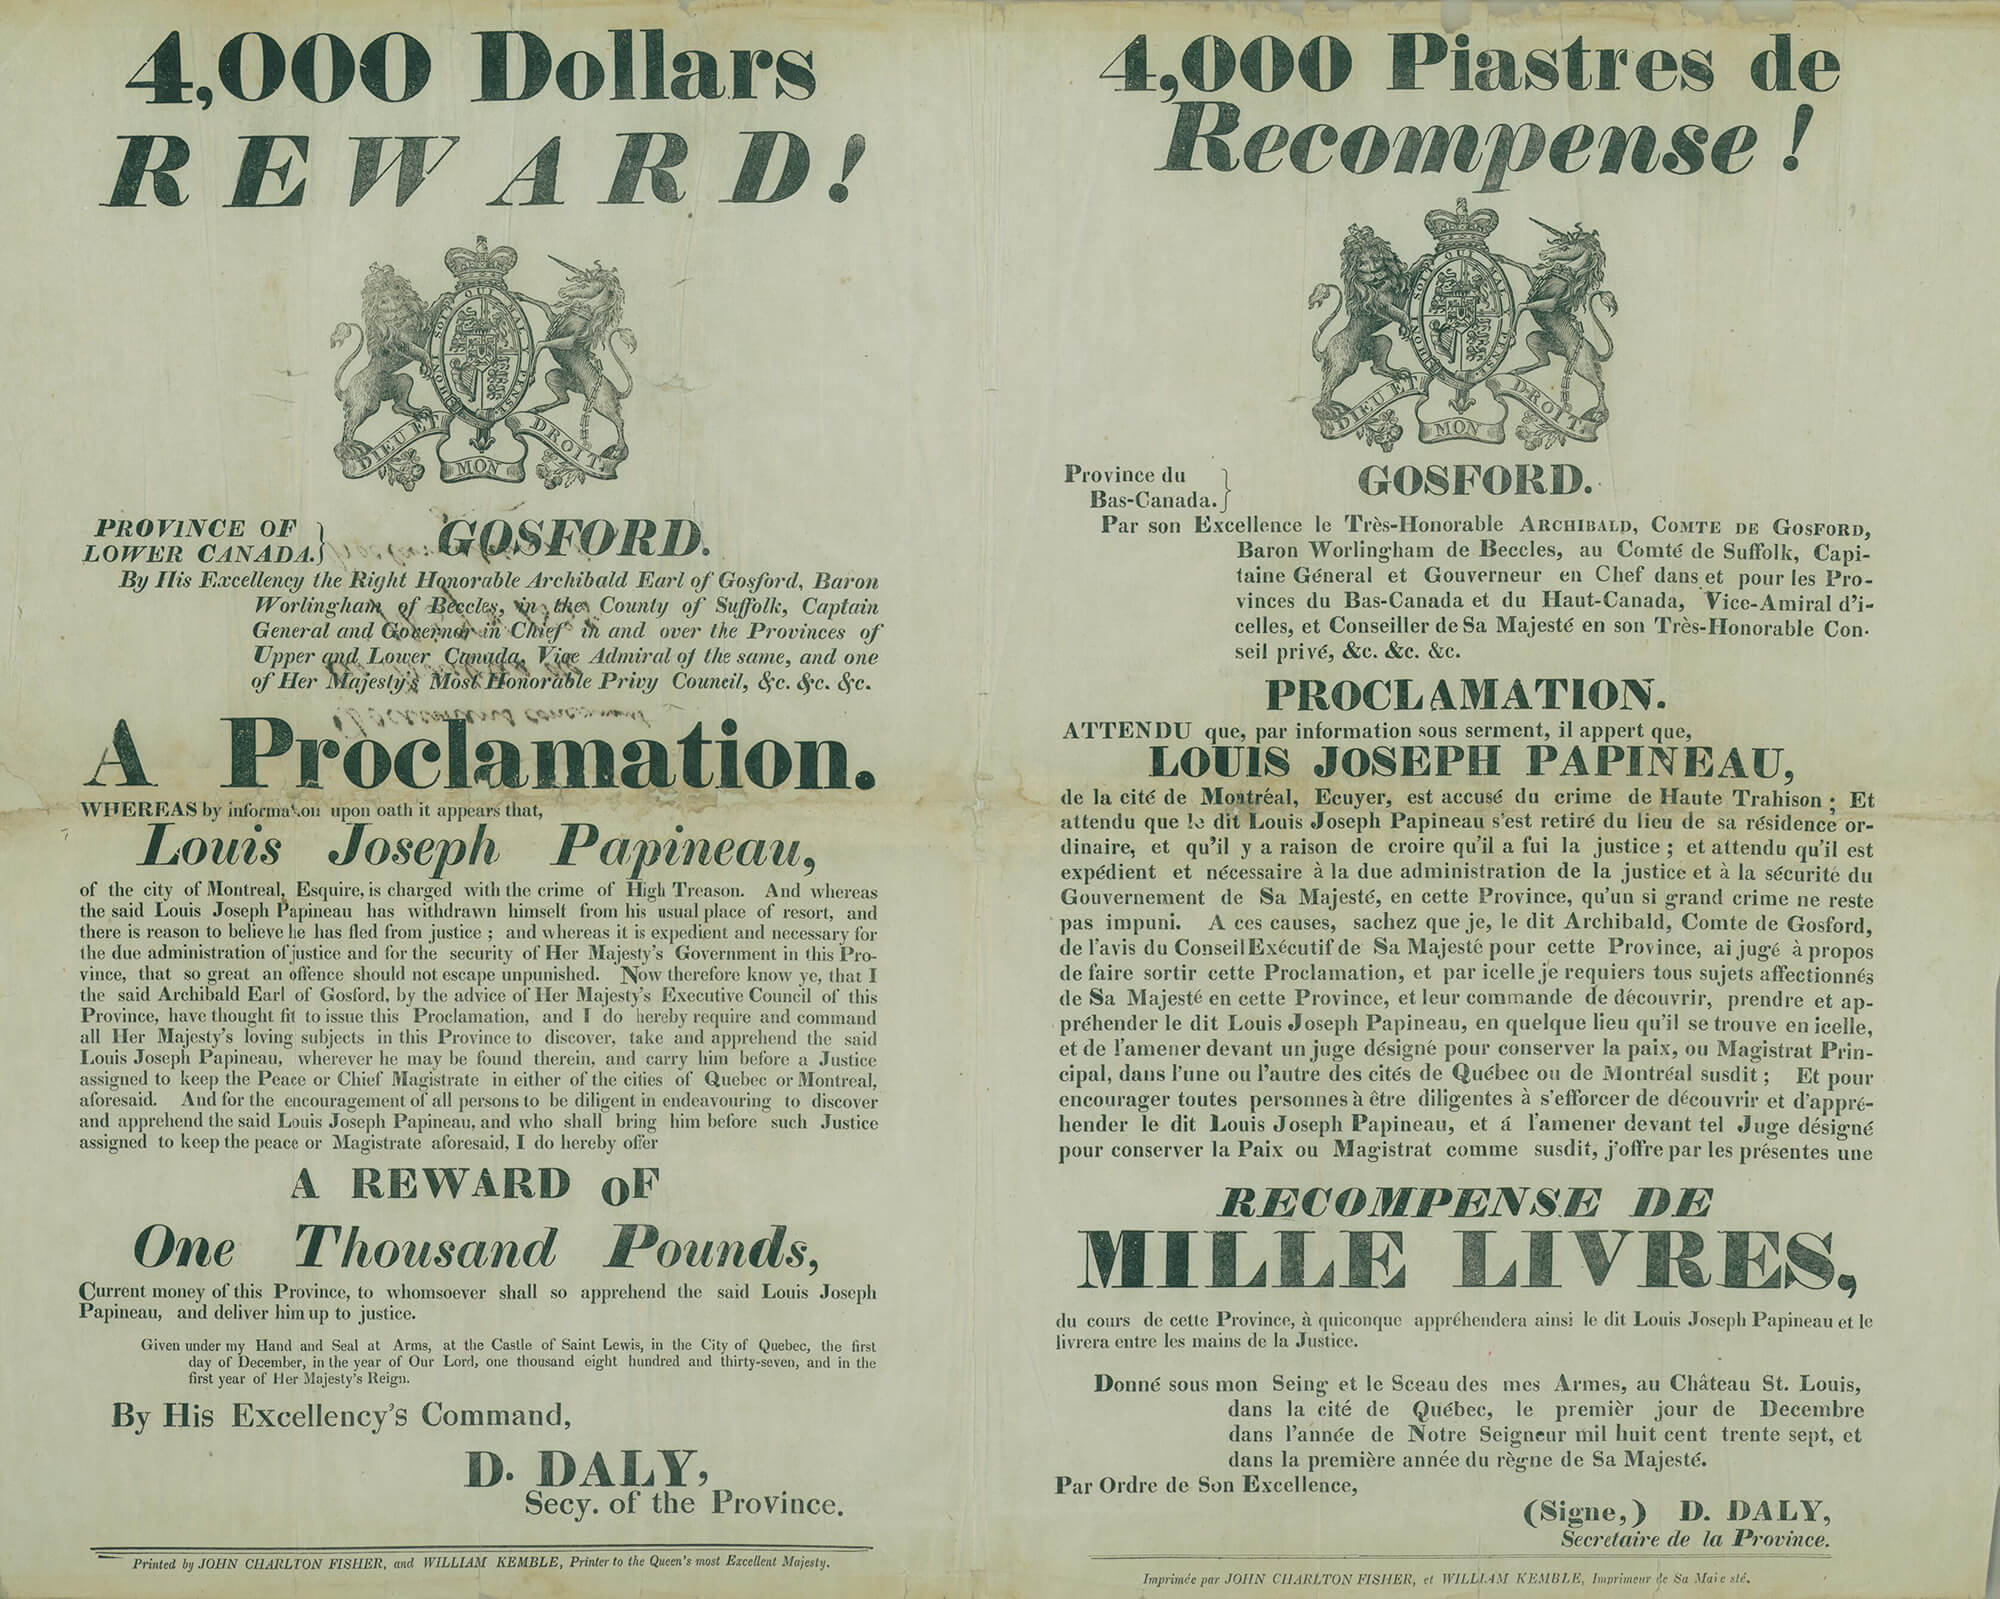 4,000 Dollars
REWARD!
SOIT QUI MAL Y PENSE
DIEU ET MON DROIT.
PROVINCE OF
LOWER CANADA.
GOSFORD.
By His Excellency the Right Honorable Archibald Earl of Gosford, Baron
Worlingham of Beccles, in the County of Suffolk, Captain
General and Governor in Chief in and over the Provinces of
Upper and Lower Canada, Vice Admiral of the same, and one
of Her Majesty's Most Honorable Privy Council, &c. &c. &c.
A Proclamation.
WHEREAS by information upon oath it appears that,
Louis Joseph Papineau,
of the city of Montreal, Esquire, is charged with the crime of High Treason. And whereas
the said Louis Joseph Papineau has withdrawn himself from his usual place of resort, and
there is reason to believe he has fled from justice ; and whereas it is expedient and necessary for
the due administration of justice and for the security of Her Majesty's Government in this Pro-
vince, that so great an offence should not escape unpunished. Now therefore know ye, that I
the said Archibald Earl of Gosford, by the advice of Her Majesty's Executive Council of this
Province, have thought fit to issue this Proclamation, and I do hereby require and command
all Her Majesty's loving subjects in this Province to discover, take and apprehend the said
Louis Joseph Papineau, wherever he may be found therein, and carry him before a Justice
assigned to keep the Peace or Chief Magistrate in either of the cities of Quebec or Montreal,
aforesaid. And for the encouragement of all persons to be diligent in endeavouring to discover
and apprehend the said Louis Joseph Papineau, and who shall bring him before such Justice
assigned to keep the peace or Magistrate aforesaid, I do hereby offer
A REWARD OF
One Thousand Pounds,
Current money of this Province, to whomsoever shall so apprehend the said Louis Joseph
Papineau, and deliver him up to justice.
Given under my Hand and Seal at Arms, at the Castle of Saint Lewis, in the City of Quebec, the first
day of December, in the year of Our Lord, one thousand eight hundred and thirty-seven, and in the
first year of Her Majesty's Reign.
By His Excellency's Command,
D. DALY,
Secy. of the Province.
Printed by JOHN CHARLTON FISHER, and WILLIAM KEMBLE, Printer to the Queen's most Excellent Majesty.
4,000 Piastres de
Recompense !
SOIT QUI MAL Y PENSE
DIEU ET MON DROIT.
Province du
Bas-Canada.
GOSFORD.
Par son Excellence le Très-Honorable ARCHIBALD, COMTE DE GOSFORD,
Baron Worlingham de Beccles, au Comté de Suffolk, Capi-
taine Géneral et Gouverneur en Chef dans et pour les Pro-
vinces du Bas-Canada et du Haut-Canada, Vice-Amiral d'i-
celles, et Conseiller de Sa Majesté en son Très-Honorable Con-
seil privé, &c. &c. &c.
PROCLAMATION.
ATTENDU que, par information sous serment, il appert que,
LOUIS JOSEPH PAPINEAU,
de la cité de Montréal, Ecuyer, est accusé du crime de Haute Trahison ; Et
attendu que le dit Louis Joseph Papineau s'est retiré du lieu de sa résidence or-
dinaire, et qu'il y a raison de croire qu'il a fui la justice ; et attendu qu'il est
expédient et nécessaire à la due administration de la justice et à la sécurité du
Gouvernement de Sa Majesté, en cette Province, qu'un si grand crime ne reste
pas impuni. A ces causes, sachez que je, le dit Archibald, Comte de Gosford,
de l'avis du Conseil Exécutif de Sa Majesté pour cette Province, ai jugé à propos
de faire sortir cette Proclamation, et par icelle je requiers tous sujets affectionnés
de Sa Majesté en cette Province, et leur commande de découvrir, prendre et ap-
préhender le dit Louis Joseph Papineau, en quelque lieu qu'il se trouve en icelle,
et de l'amener devant un juge désigné pour conserver la paix, ou Magistrat Prin-
cipal, dans l'une ou l'autre des cités de Québec ou de Montréal susdit ; Et pour
encourager toutes personnes à être diligentes à s'efforcer de découvrir et d'appré-
hender le dit Louis Joseph Papineau, et á l'amener devant tel Juge désigné
pour conserver la Paix ou Magistrat comme susdit, j'offre par les présentes une
RECOMPENSE DE
MILLE LIVRES,
du cours de cette Province, à quiconque appréhendera ainsi le dit Louis Joseph Papineau et le
livrera entre les mains de la Justice.
Donné sous mon Seing et le Sceau des mes Armes, au Château St. Louis,
dans la cité de Québec, le premièr jour de Decembre
dans l'année de Notre Seigneur mil huit cent trente sept, et
dans la première année du règne de Sa Majesté.
Par Ordre de Son Excellence,
(Signe,) D. DALY,
Secretaire de la Province.
Imprimée par JOHN CHARLTON FISHER, et WILLIAM KEMBLE, Imprimeur de Sa Maje sté.